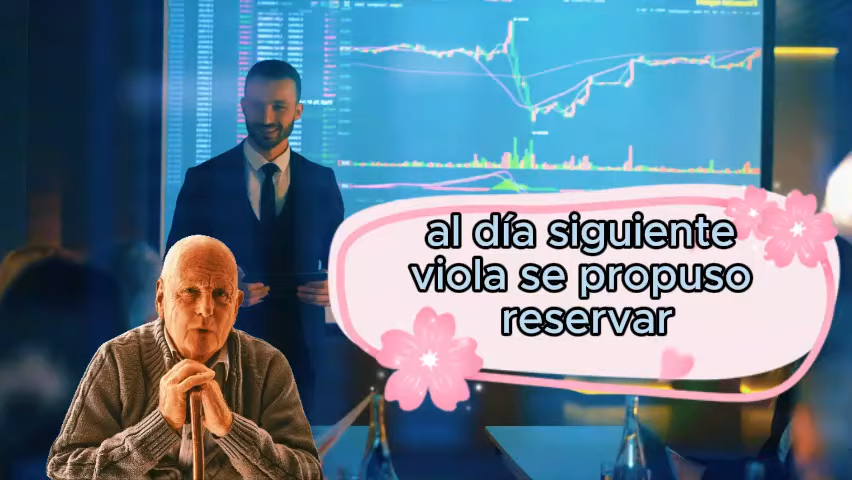 al día siguiente
viola se propuso
reservar